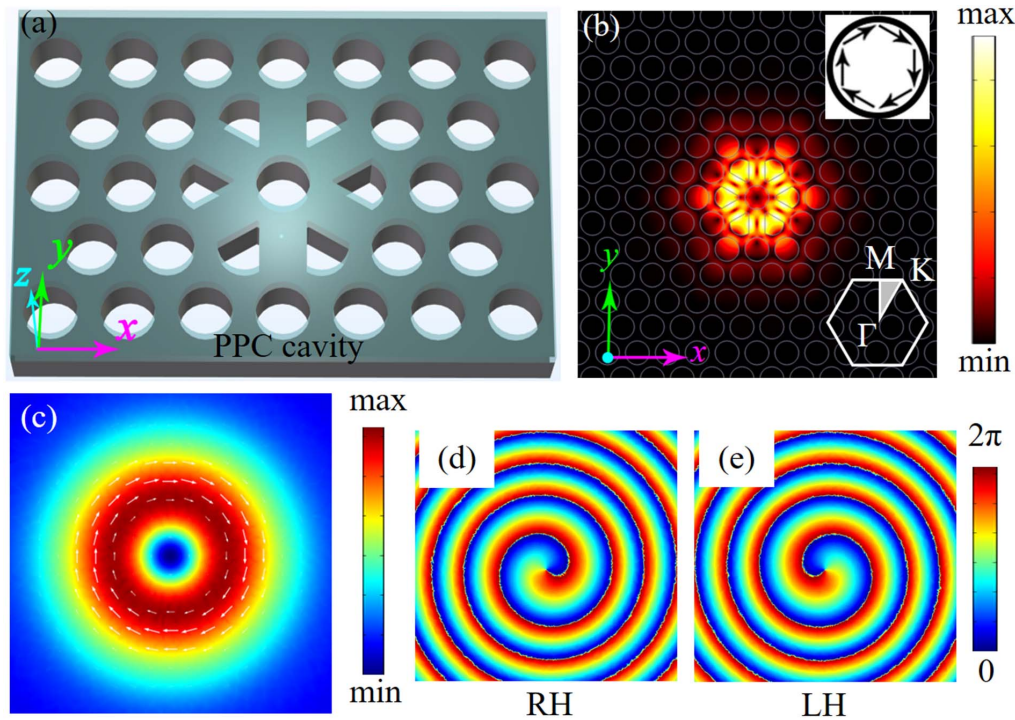 (a)
y
z
x
PPC cavity
(b)
M
K
Γ
y
x
max
min
(c)
max
min
(d)
(e)
RH
LH
2π
0